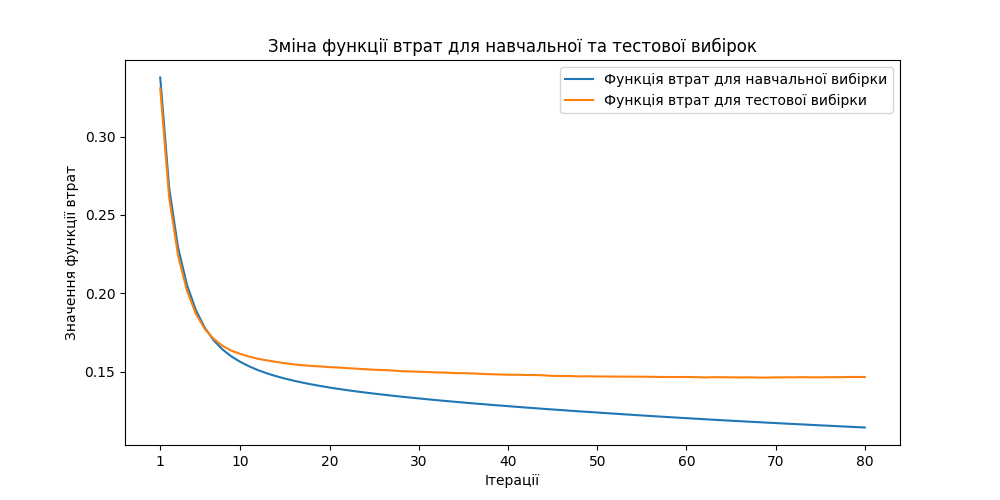 Зміна функції втрат для навчальної та тестової вибірок
Функція втрат для навчальної вибірки
Функція втрат для тестової вибірки
Значення функції втрат
0.30
0.25
0.20
0.15
1 10 20 30 40 50 60 70 80
Ітерації